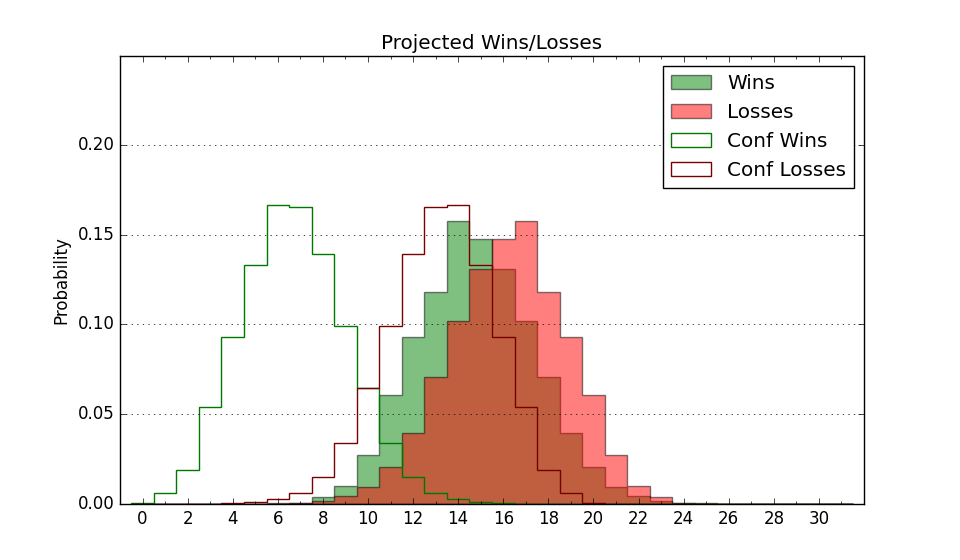 Projected Wins/Losses
Wins
Losses
Conf Wins
Conf Losses
Probability
0.20
0.15
0.10
0.05
0.00
0 2 4 6 8 10 12 14 16 18 20 22 24 26 28 30